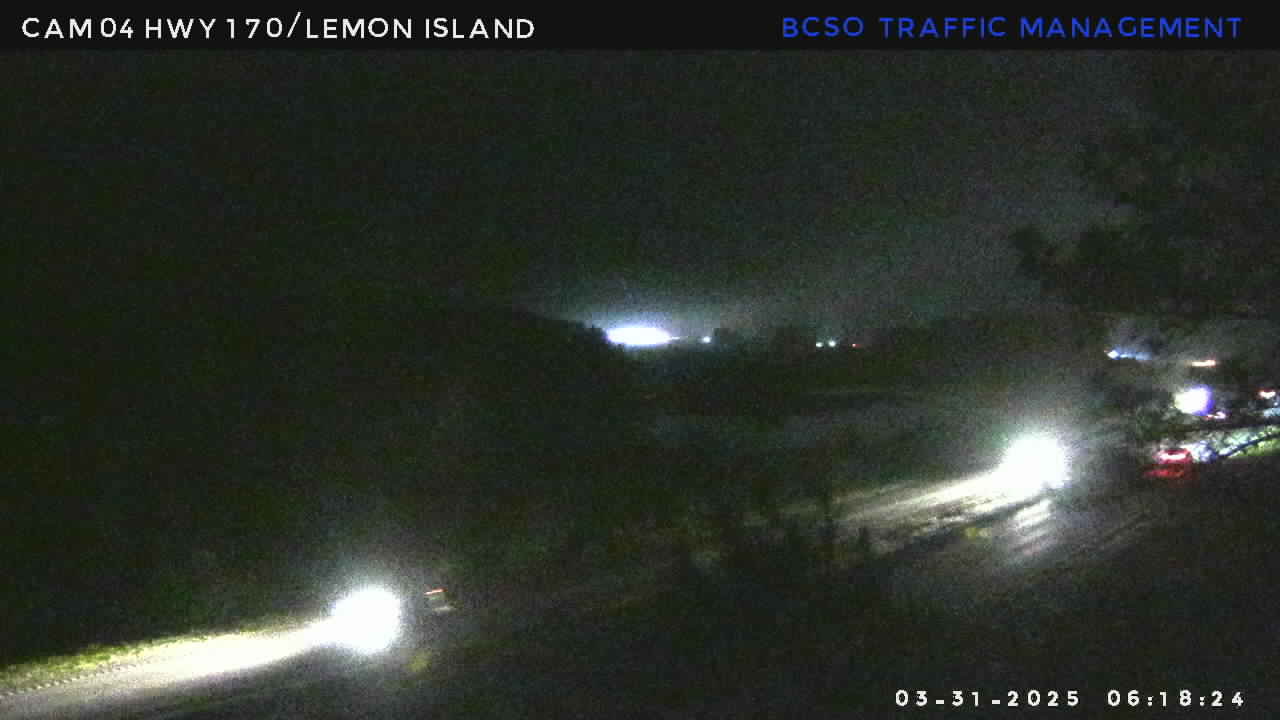 CAM04 HWY 170/LEMON ISLAND
BCSO TRAFFIC MANAGEMENT
03-31-2025 06:18:24